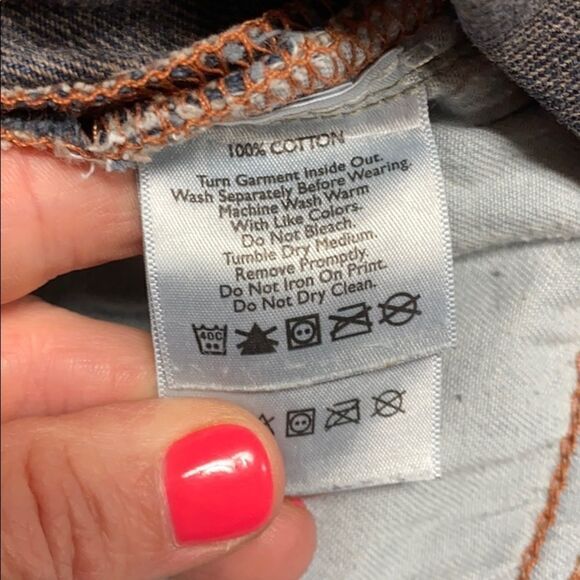 100% COTTON
Turn Garment Inside Out.
Wash Separately Before Wearing.
Machine Wash Warm
With Like Colors.
Do Not Bleach.
Tumble Dry Medium.
Remove Promptly.
Do Not Iron On Print.
Do Not Dry Clean.
40C